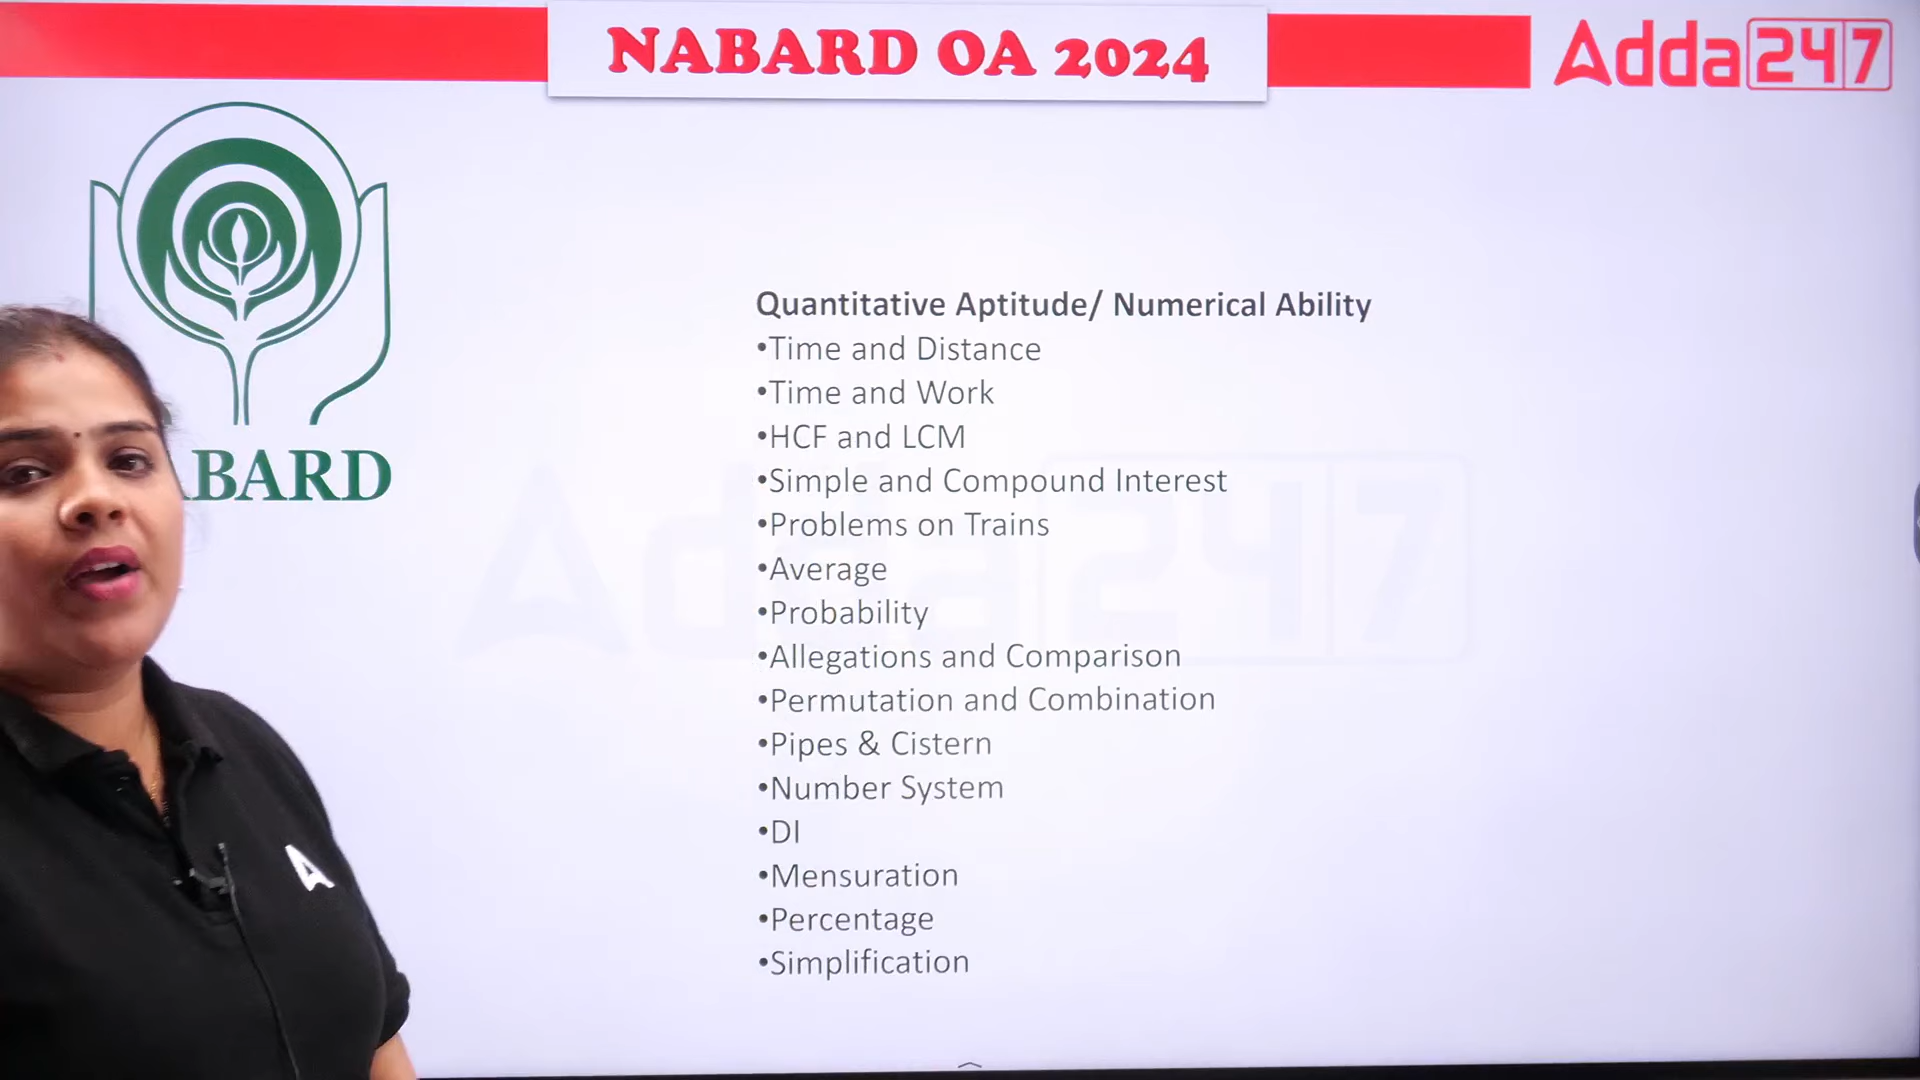 NABARD OA 2024
Adda247
BARD
Quantitative Aptitude/ Numerical Ability
•Time and Distance
•Time and Work
•HCF and LCM
•Simple and Compound Interest
•Problems on Trains
•Average
•Probability
•Allegations and Comparison
•Permutation and Combination
•Pipes & Cistern
•Number System
•DI
•Mensuration
•Percentage
•Simplification
Adda247
A